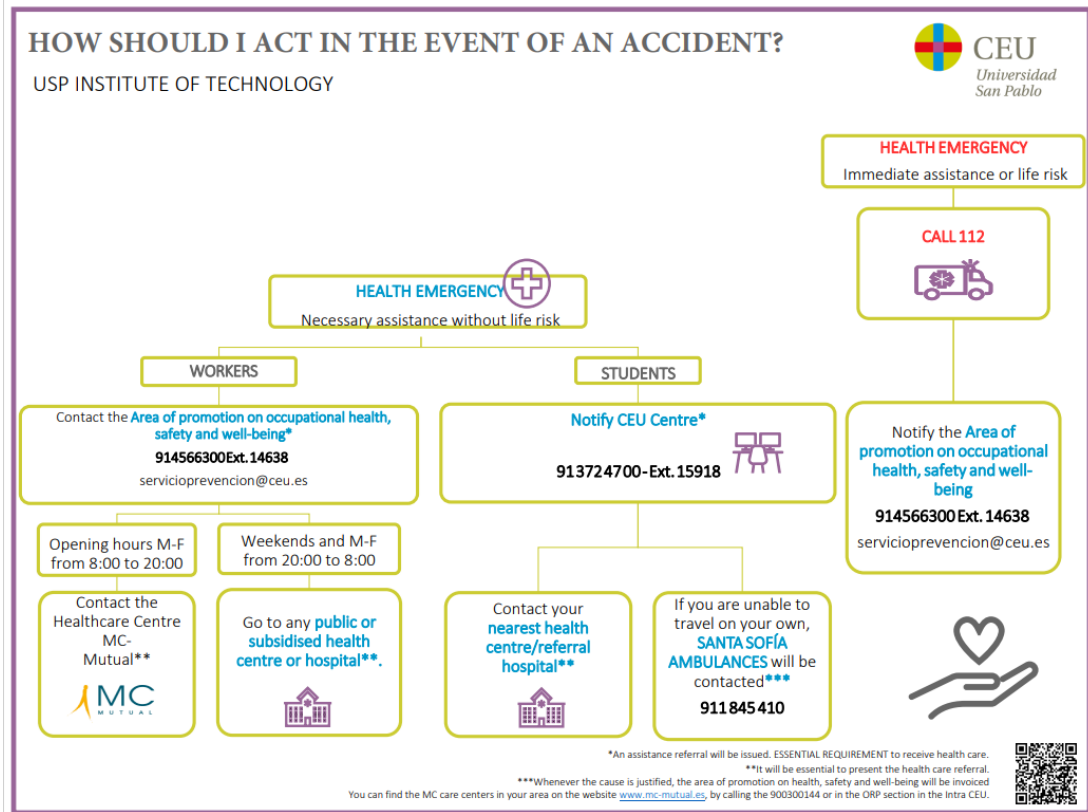 HOW SHOULD I ACT IN THE EVENT OF AN ACCIDENT?
USP INSTITUTE OF TECHNOLOGY
CEU
Universidad
San Pablo
HEALTH EMERGENCY
Immediate assistance or life risk
CALL 112
HEALTH EMERGENCY
Necessary assistance without life risk
WORKERS
STUDENTS
Contact the Area of promotion on occupational health,
safety and well-being*
914566300 Ext. 14638
servicioprevencion@ceu.es
Notify CEU Centre*
913724700 - Ext. 15918
Notify the Area of
promotion on occupational
health, safety and well-
being
914566300 Ext. 14638
servicioprevencion@ceu.es
Opening hours M-F
from 8:00 to 20:00
Weekends and M-F
from 20:00 to 8:00
Contact the
Healthcare Centre
MC-
Mutual**
MC
MUTUAL
Go to any public or
subsidised health
centre or hospital**.
Contact your
nearest health
centre/referral
hospital**
If you are unable to
travel on your own,
SANTA SOFÍA
AMBULANCES will be
contacted***
911 845 410
*An assistance referral will be issued. ESSENTIAL REQUIREMENT to receive health care.
**It will be essential to present the health care referral.
***Whenever the cause is justified, the area of promotion on health, safety and well-being will be invoiced
You can find the MC care centers in your area on the website www.mc-mutual.es, by calling the 900300144 or in the ORP section in the Intra CEU.